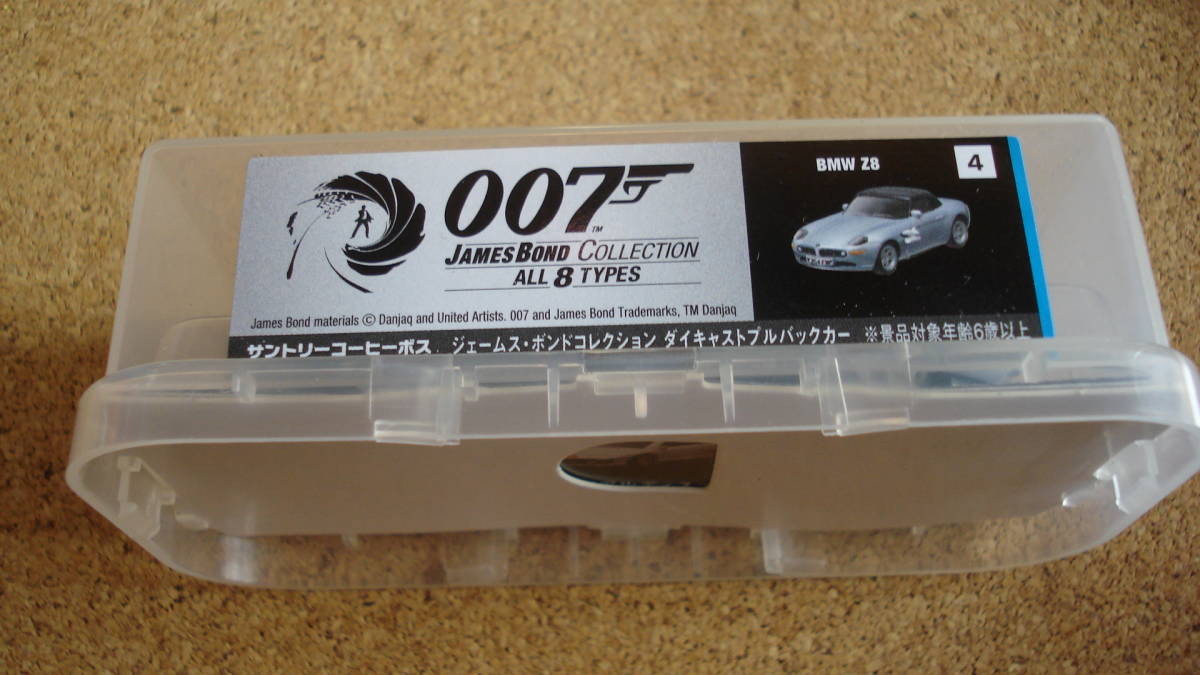 007™
JAMES BOND COLLECTION
ALL 8 TYPES
James Bond materials © Danjaq and United Artists. 007 and James Bond Trademarks, TM Danjaq
BMW Z8
4
サントリーコーヒーボス ジェームス・ボンドコレクション ダイキャストプルバックカー ※景品対象年齢6歳以上